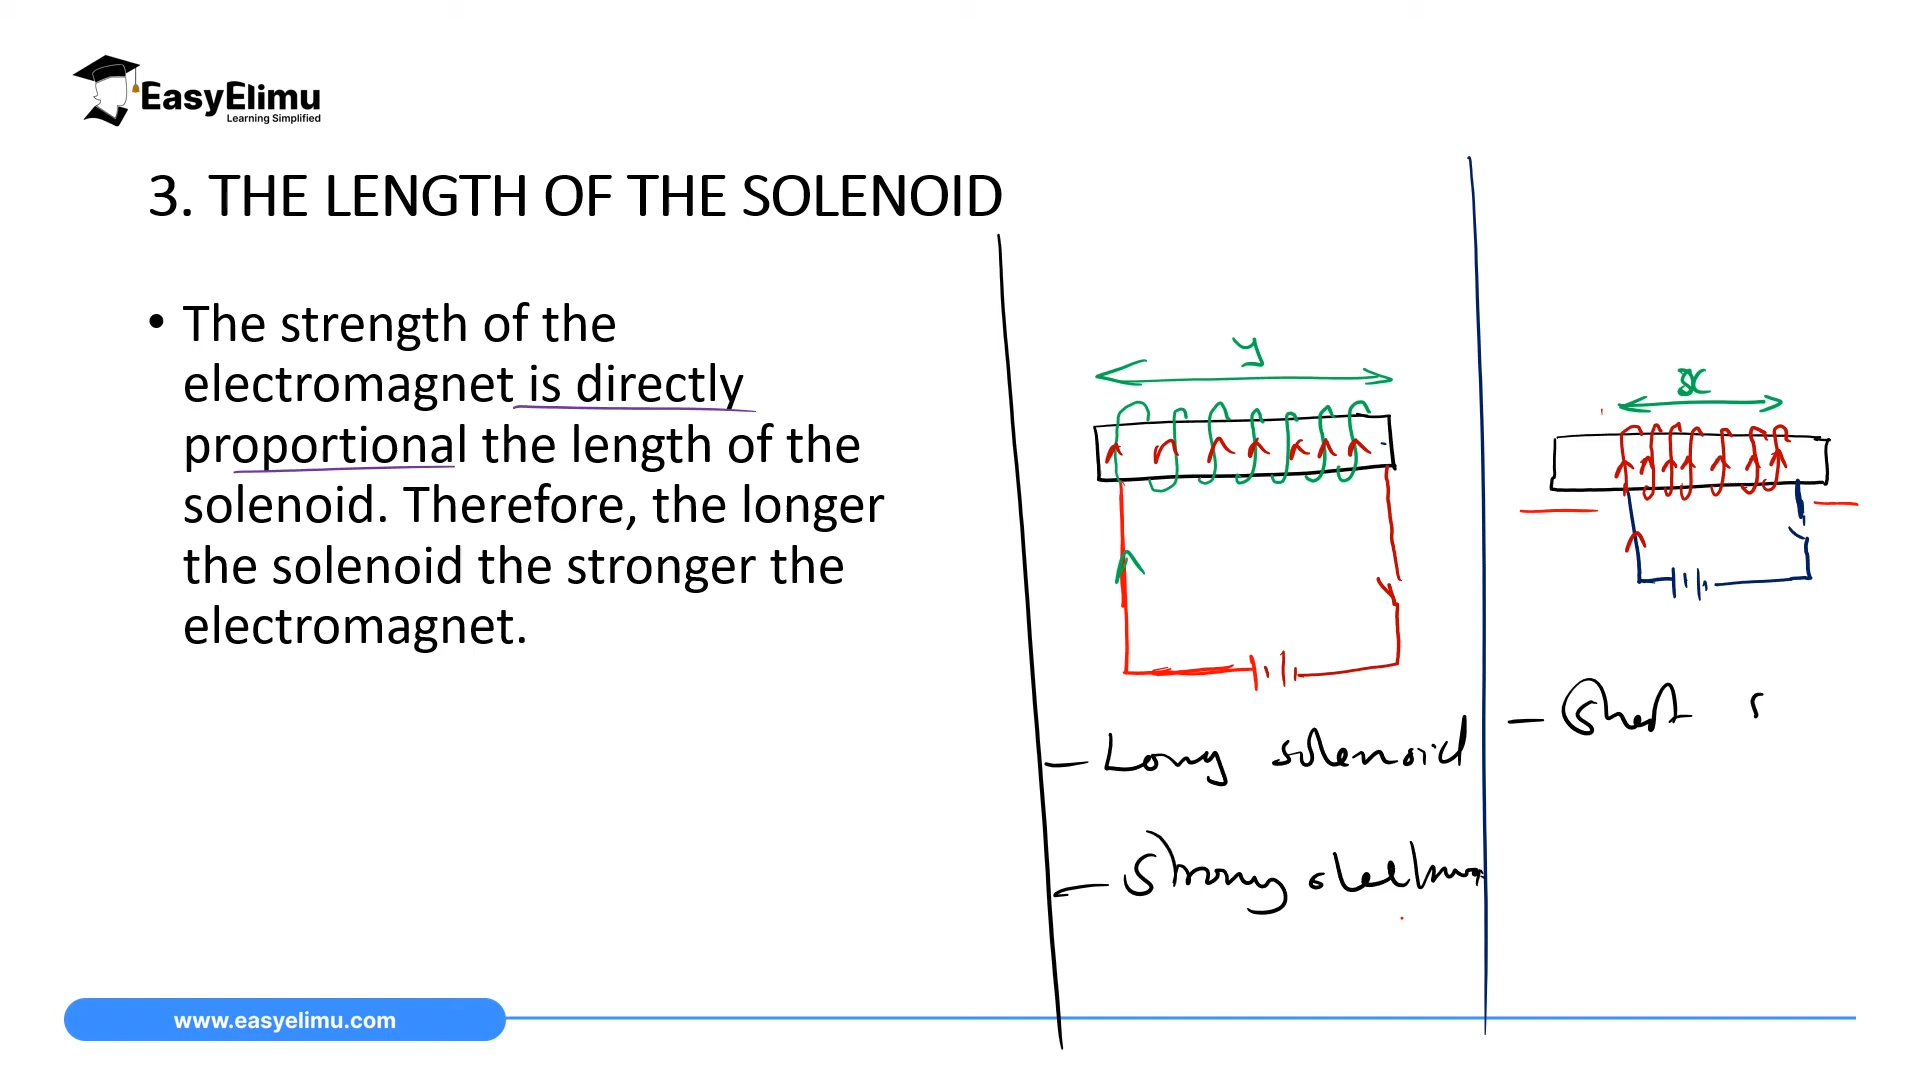 EasyElimu
Learning Simplified
3. THE LENGTH OF THE SOLENOID
• The strength of the
electromagnet is directly
proportional the length of the
solenoid. Therefore, the longer
the solenoid the stronger the
electromagnet.
y
x
- Long solenoid
- Strong
- Short s
www.easyelimu.com